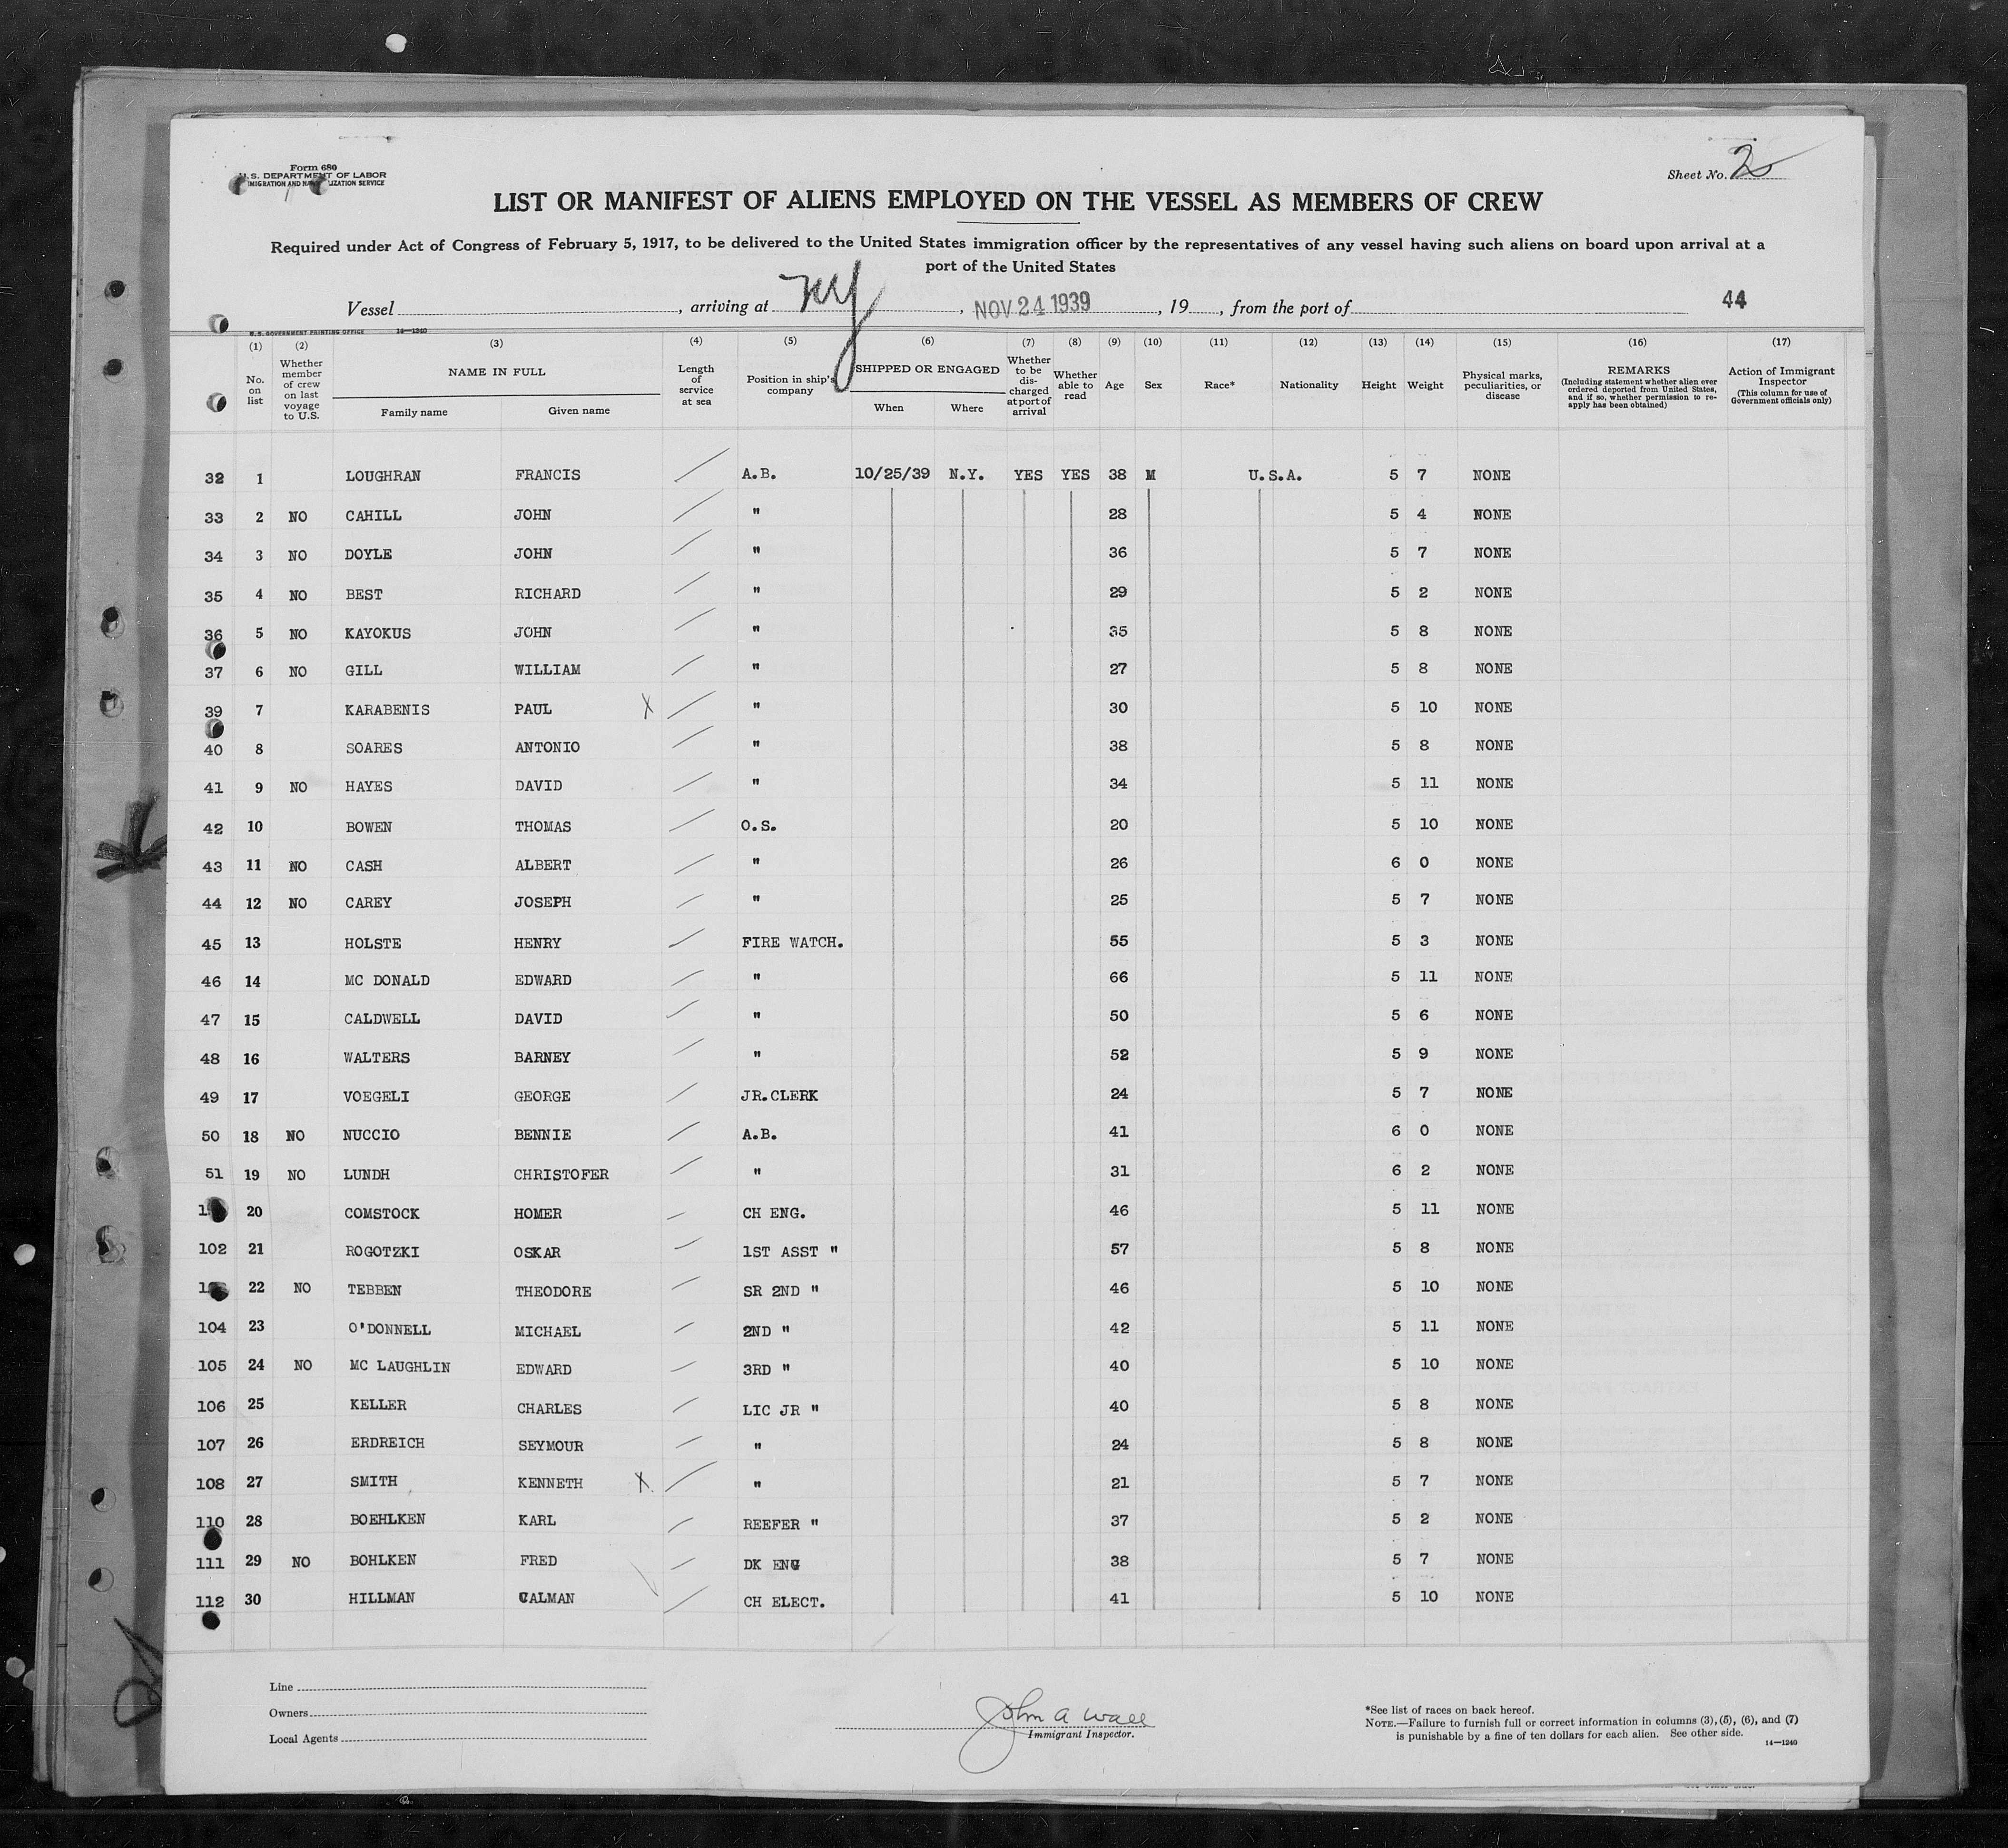 Form 680
U.S. DEPARTMENT OF LABOR
IMMIGRATION AND NATURALIZATION SERVICE
Sheet No. 2
LIST OR MANIFEST OF ALIENS EMPLOYED ON THE VESSEL AS MEMBERS OF CREW
Required under Act of Congress of February 5, 1917, to be delivered to the United States immigration officer by the representatives of any vessel having such aliens on board upon arrival at a
port of the United States
Vessel , arriving at NY , NOV 24 1939 , 19 , from the port of 44
U. S. GOVERNMENT PRINTING OFFICE 14—1240
(1) (2) (3) (4) (5) (6) (7) (8) (9) (10) (11) (12) (13) (14) (15) (16) (17)
No. on list Whether member of crew on last voyage to U.S. NAME IN FULL Family name Given name Length of service at sea Position in ship's company SHIPPED OR ENGAGED When Where Whether to be discharged at port of arrival Whether able to read Age Sex Race* Nationality Height Weight Physical marks, peculiarities, or disease REMARKS (Including statement whether alien ever ordered deported from United States, and if so, whether permission to reapply has been obtained) Action of Immigrant Inspector (This column for use of Government officials only)
32 1 LOUGHRAN FRANCIS A.B. 10/25/39 N.Y. YES YES 38 M U.S.A. 5 7 NONE
33 2 NO CAHILL JOHN " 28 5 4 NONE
34 3 NO DOYLE JOHN " 36 5 7 NONE
35 4 NO BEST RICHARD " 29 5 2 NONE
36 5 NO KAYOKUS JOHN " 35 5 8 NONE
37 6 NO GILL WILLIAM " 27 5 8 NONE
39 7 KARABENIS PAUL X " 30 5 10 NONE
40 8 SOARES ANTONIO " 38 5 8 NONE
41 9 NO HAYES DAVID " 34 5 11 NONE
42 10 BOWEN THOMAS O.S. 20 5 10 NONE
43 11 NO CASH ALBERT " 26 6 0 NONE
44 12 NO CAREY JOSEPH " 25 5 7 NONE
45 13 HOLSTE HENRY FIRE WATCH. 55 5 3 NONE
46 14 MC DONALD EDWARD " 66 5 11 NONE
47 15 CALDWELL DAVID " 50 5 6 NONE
48 16 WALTERS BARNEY " 52 5 9 NONE
49 17 VOEGELI GEORGE JR.CLERK 24 5 7 NONE
50 18 NO NUCCIO BENNIE A.B. 41 6 0 NONE
51 19 NO LUNDH CHRISTOFER " 31 6 2 NONE
20 COMSTOCK HOMER CH ENG. 46 5 11 NONE
102 21 ROGOTZKI OSKAR 1ST ASST " 57 5 8 NONE
22 NO TEBBEN THEODORE SR 2ND " 46 5 10 NONE
104 23 O'DONNELL MICHAEL 2ND " 42 5 11 NONE
105 24 NO MC LAUGHLIN EDWARD 3RD " 40 5 10 NONE
106 25 KELLER CHARLES LIC JR " 40 5 8 NONE
107 26 ERDREICH SEYMOUR " 24 5 8 NONE
108 27 SMITH KENNETH X " 21 5 7 NONE
110 28 BOEHLKEN KARL REEFER " 37 5 2 NONE
111 29 NO BOHLKEN FRED DK ENG 38 5 7 NONE
112 30 HILLMAN CALMAN CH ELECT. 41 5 10 NONE
Line
Owners
Local Agents
John A Wall
Immigrant Inspector.
*See list of races on back hereof.
NOTE.—Failure to furnish full or correct information in columns (3), (5), (6), and (7)
is punishable by a fine of ten dollars for each alien. See other side.
14—1240